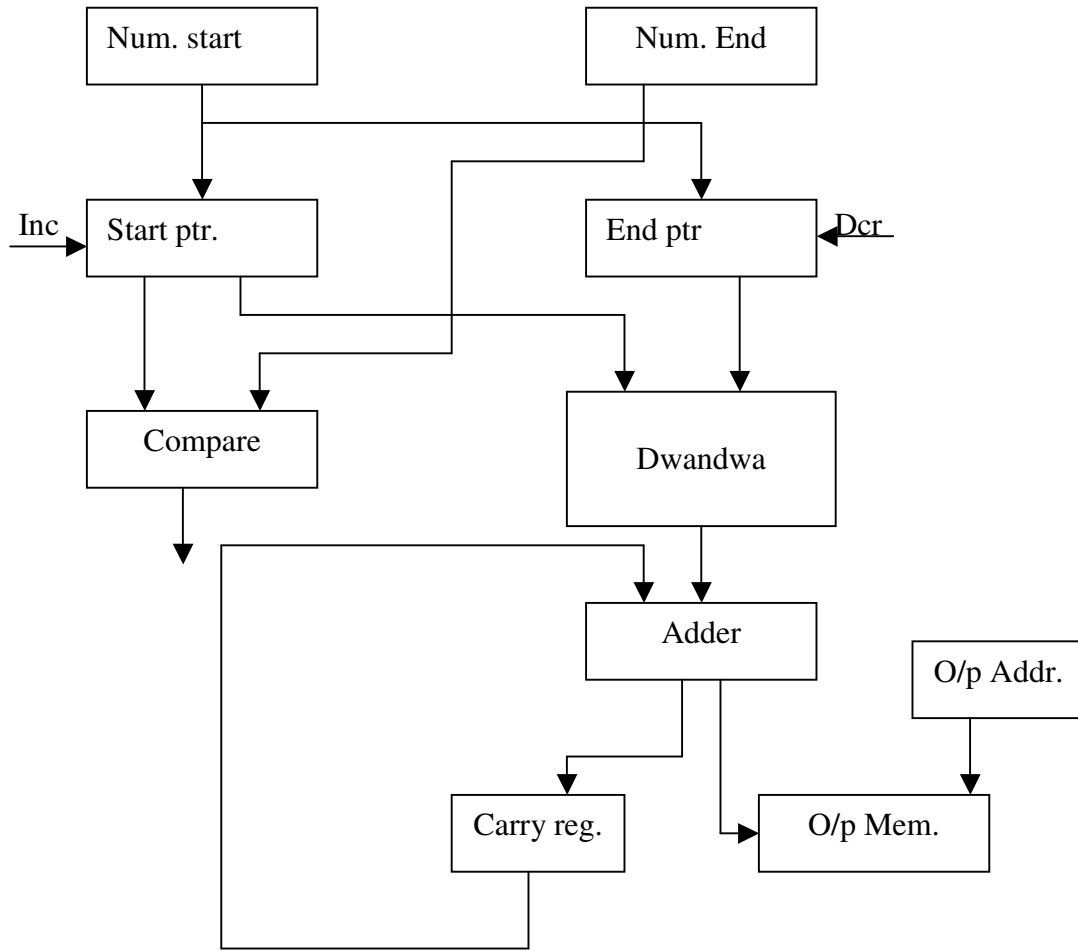 Num. start
Num. End
Inc
Start ptr.
End ptr
Dcr
Compare
Dwandwa
Adder
O/p Addr.
Carry reg.
O/p Mem.